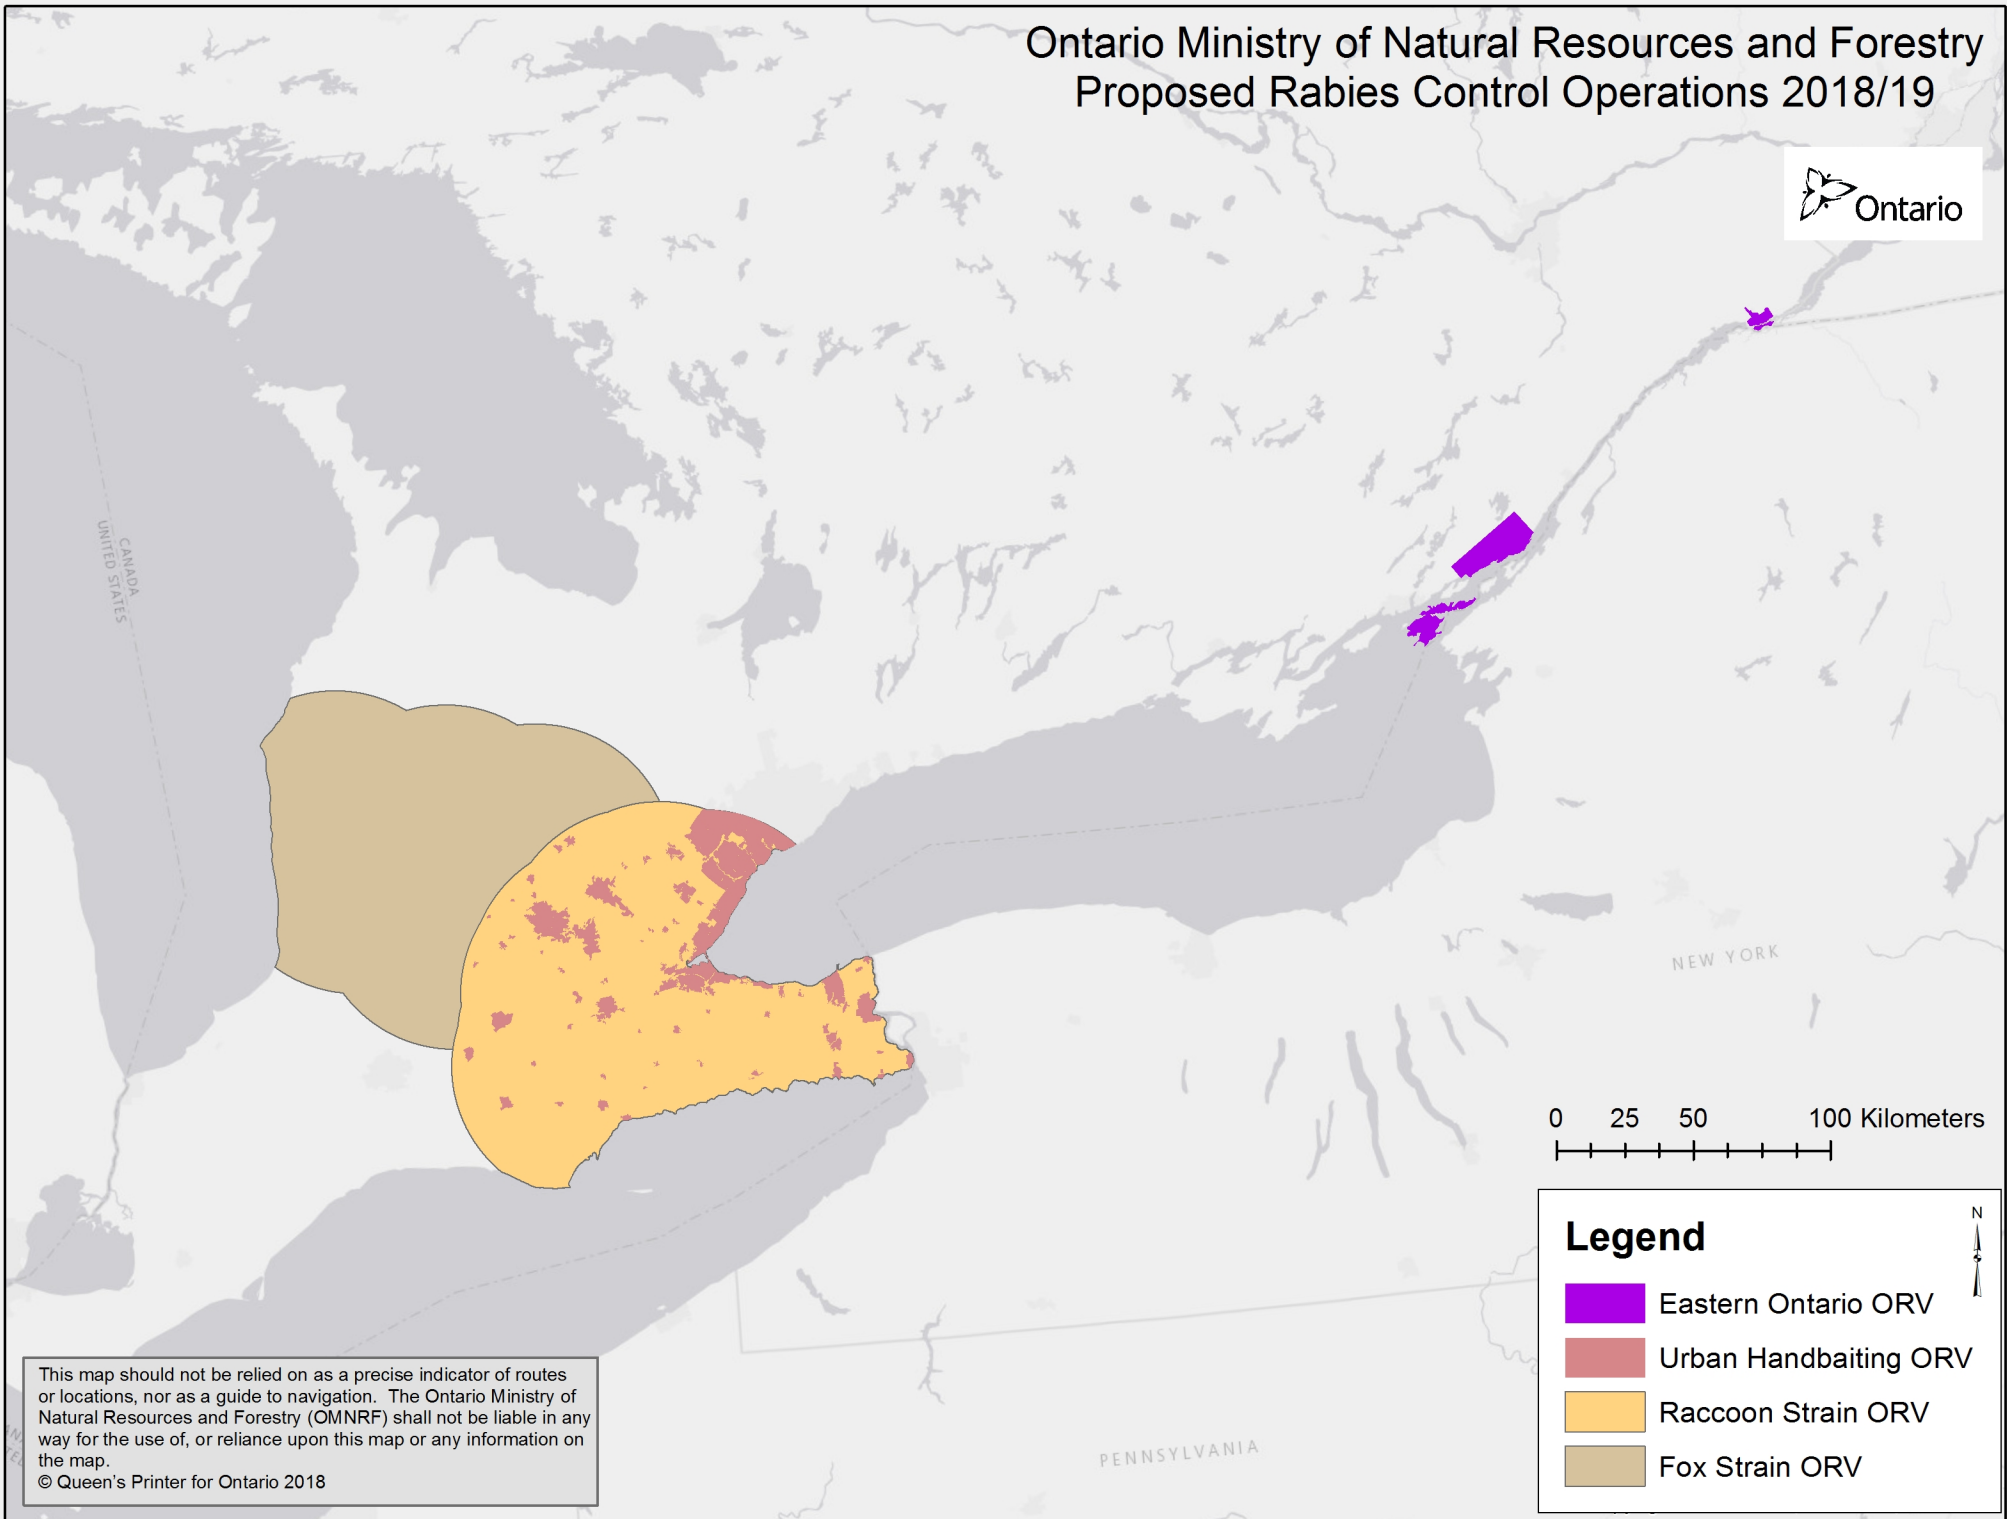 Ontario Ministry of Natural Resources and Forestry
Proposed Rabies Control Operations 2018/19
Ontario
CANADA
UNITED STATES
NEW YORK
0 25 50 100 Kilometers
Legend
N
Eastern Ontario ORV
Urban Handbaiting ORV
Raccoon Strain ORV
Fox Strain ORV
This map should not be relied on as a precise indicator of routes
or locations, nor as a guide to navigation. The Ontario Ministry of
Natural Resources and Forestry (OMNRF) shall not be liable in any
way for the use of, or reliance upon this map or any information on
the map.
© Queen's Printer for Ontario 2018
PENNSYLVANIA